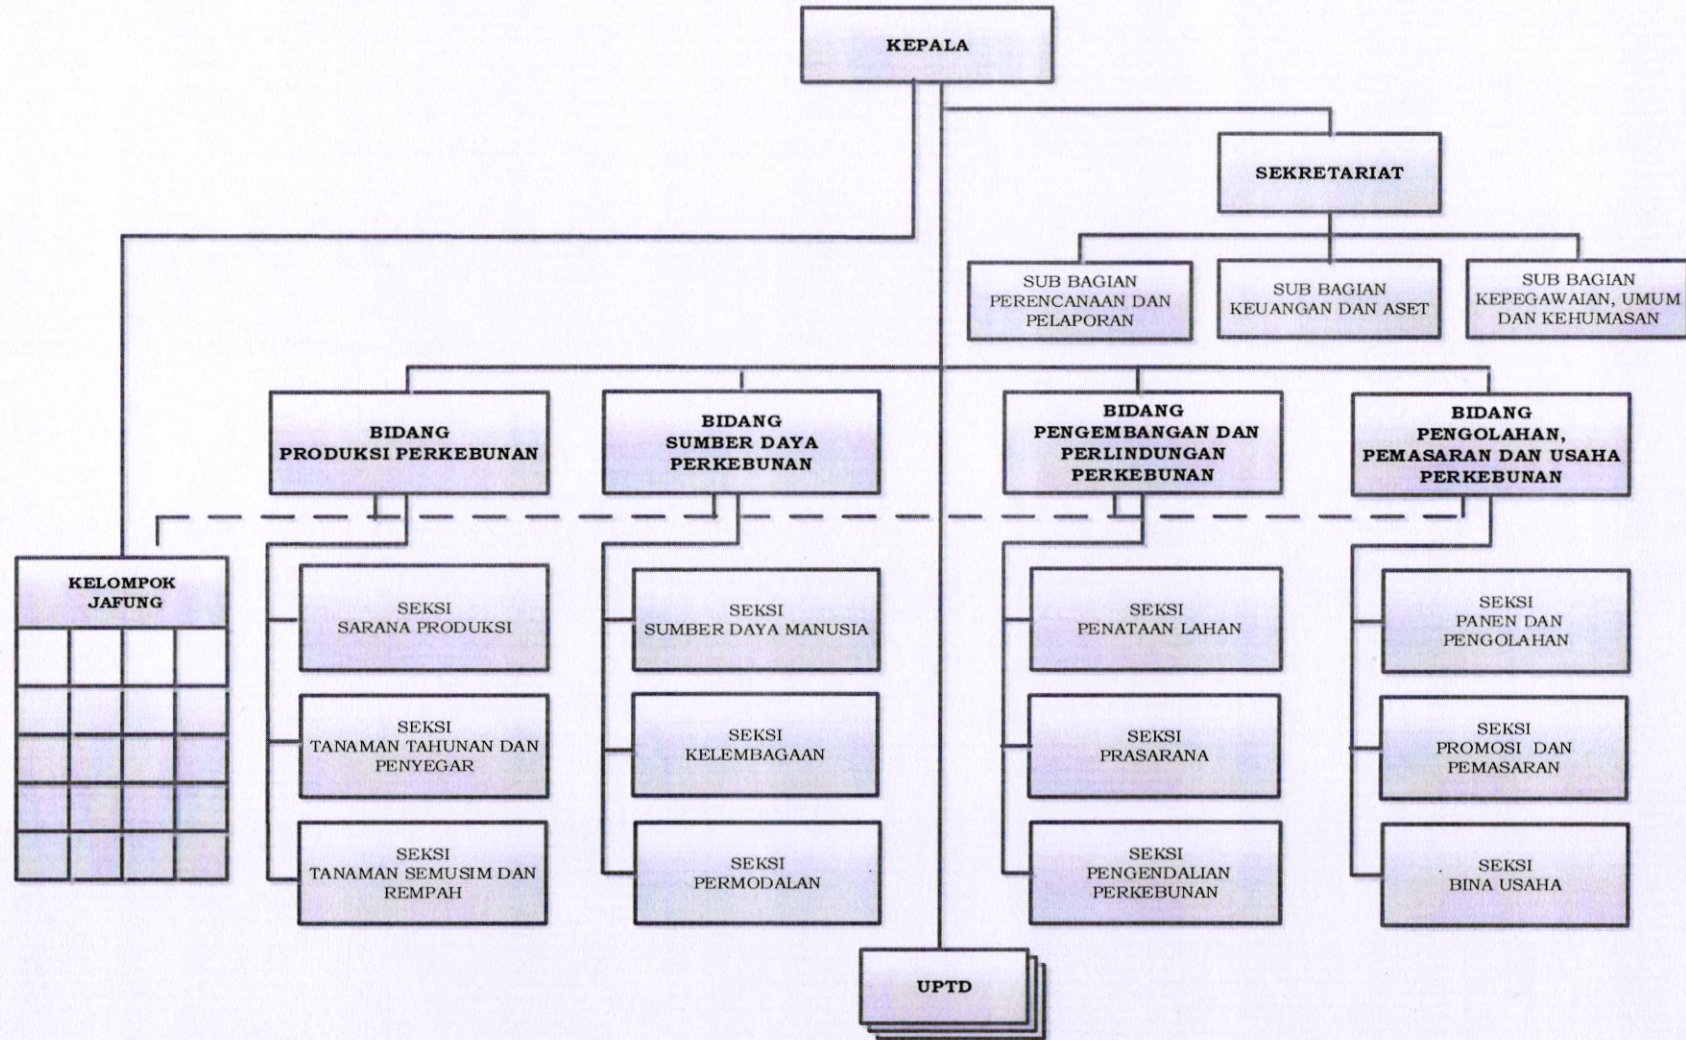 KEPALA
SEKRETARIAT
SUB BAGIAN
PERENCANAAN DAN
PELAPORAN
SUB BAGIAN
KEUANGAN DAN ASET
SUB BAGIAN
KEPEGAWAIAN, UMUM
DAN KEHUMASAN
BIDANG
PRODUKSI PERKEBUNAN
BIDANG
SUMBER DAYA
PERKEBUNAN
BIDANG
PENGEMBANGAN DAN
PERLINDUNGAN
PERKEBUNAN
BIDANG
PENGOLAHAN,
PEMASARAN DAN USAHA
PERKEBUNAN
KELOMPOK
JAFUNG
SEKSI
SARANA PRODUKSI
SEKSI
TANAMAN TAHUNAN DAN
PENYEGAR
SEKSI
TANAMAN SEMUSIM DAN
REMPAH
SEKSI
SUMBER DAYA MANUSIA
SEKSI
KELEMBAGAAN
SEKSI
PERMODALAN
SEKSI
PENATAAN LAHAN
SEKSI
PRASARANA
SEKSI
PENGENDALIAN
PERKEBUNAN
SEKSI
PANEN DAN
PENGOLAHAN
SEKSI
PROMOSI DAN
PEMASARAN
SEKSI
BINA USAHA
UPTD